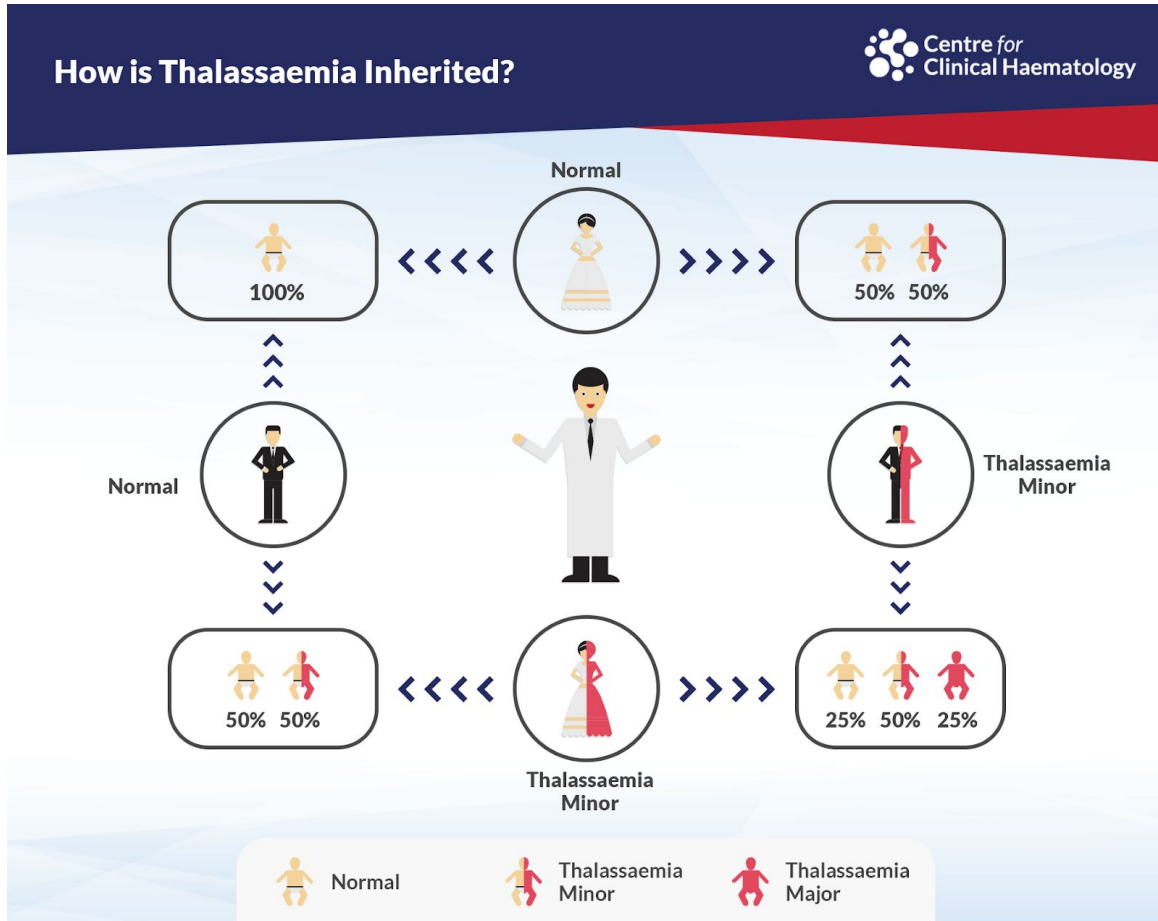 How is Thalassaemia Inherited?
Centre for
Clinical Haematology
Normal
100%
50% 50%
Normal
Thalassaemia
Minor
50% 50%
25% 50% 25%
Thalassaemia
Minor
Normal
Thalassaemia
Minor
Thalassaemia
Major